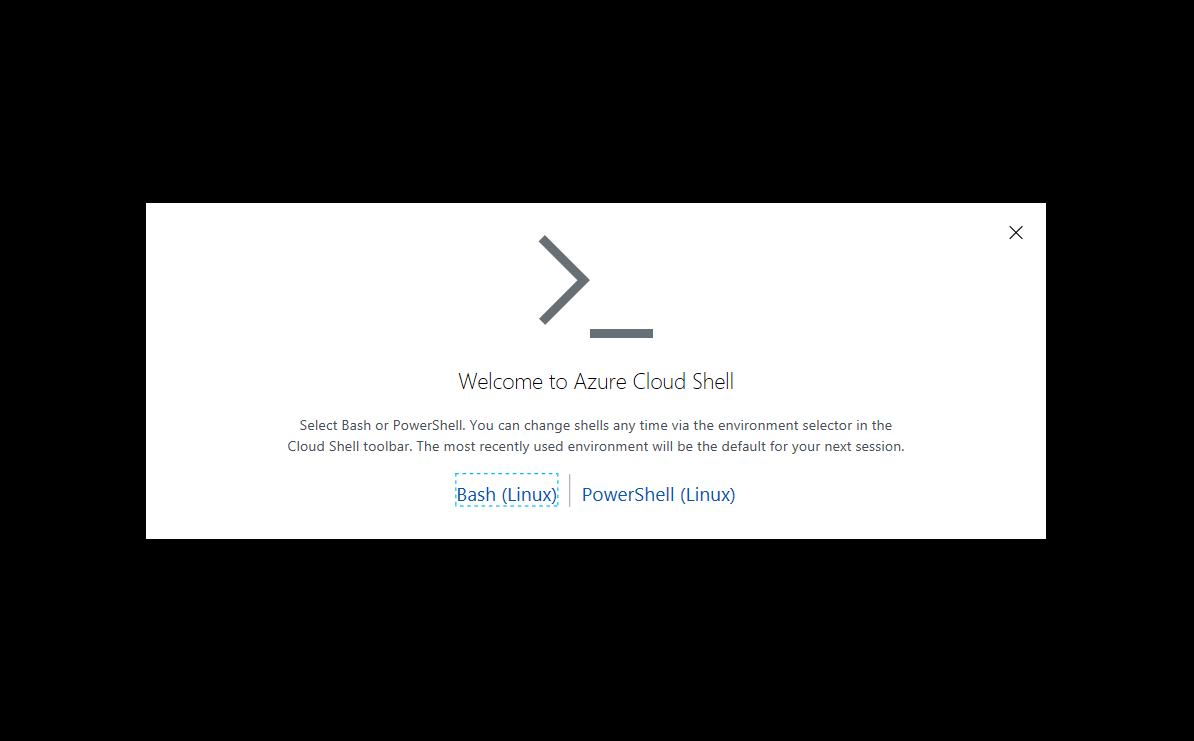 Welcome to Azure Cloud Shell
Select Bash or PowerShell. You can change shells any time via the environment selector in the
Cloud Shell toolbar. The most recently used environment will be the default for your next session.
Bash (Linux) PowerShell (Linux)